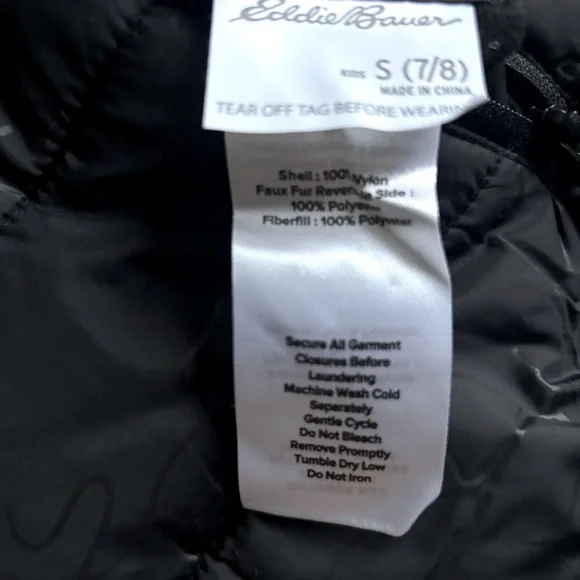 Eddie Bauer
KIDS S (7/8)
MADE IN CHINA
TEAR OFF TAG BEFORE WEARING
Shell : 100% Nylon
Faux Fur Reverse Side :
100% Polyester
Fiberfill : 100% Polyester
Secure All Garment
Closures Before
Laundering
Machine Wash Cold
Separately
Gentle Cycle
Do Not Bleach
Remove Promptly
Tumble Dry Low
Do Not Iron